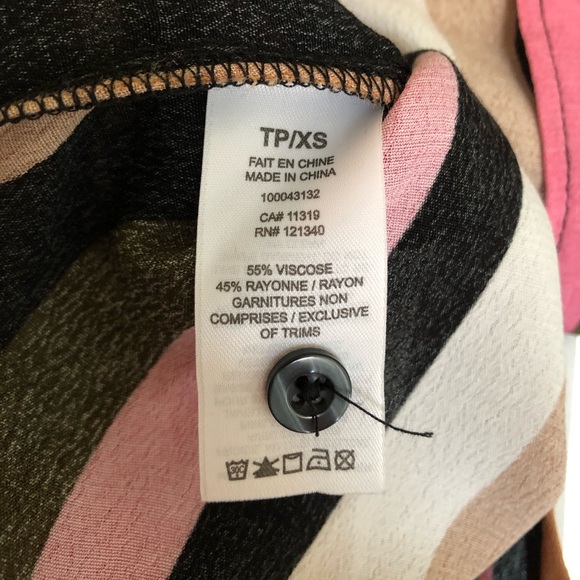 TP/XS
FAIT EN CHINE
MADE IN CHINA
100043132
CA# 11319
RN# 121340
55% VISCOSE
45% RAYONNE / RAYON
GARNITURES NON
COMPRISES / EXCLUSIVE
OF TRIMS